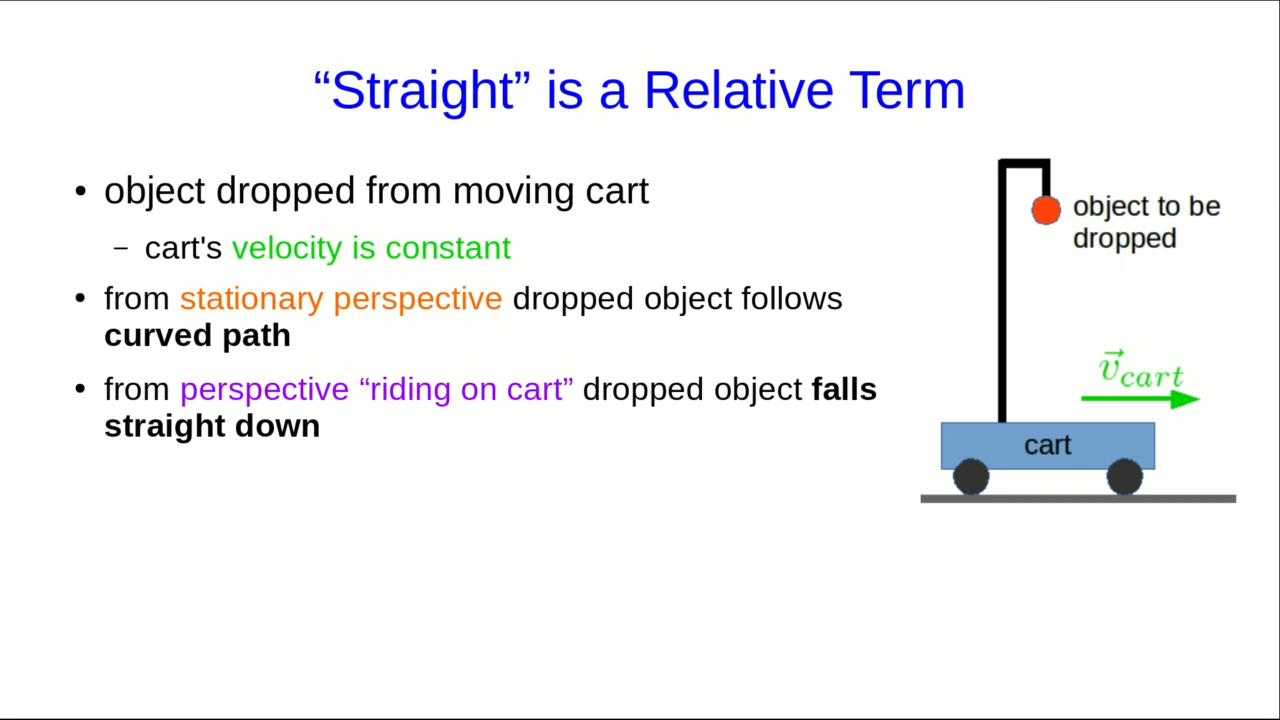 “Straight” is a Relative Term
• object dropped from moving cart
– cart's velocity is constant
• from stationary perspective dropped object follows
curved path
• from perspective “riding on cart” dropped object falls
straight down
object to be
dropped
v⃗cart
cart